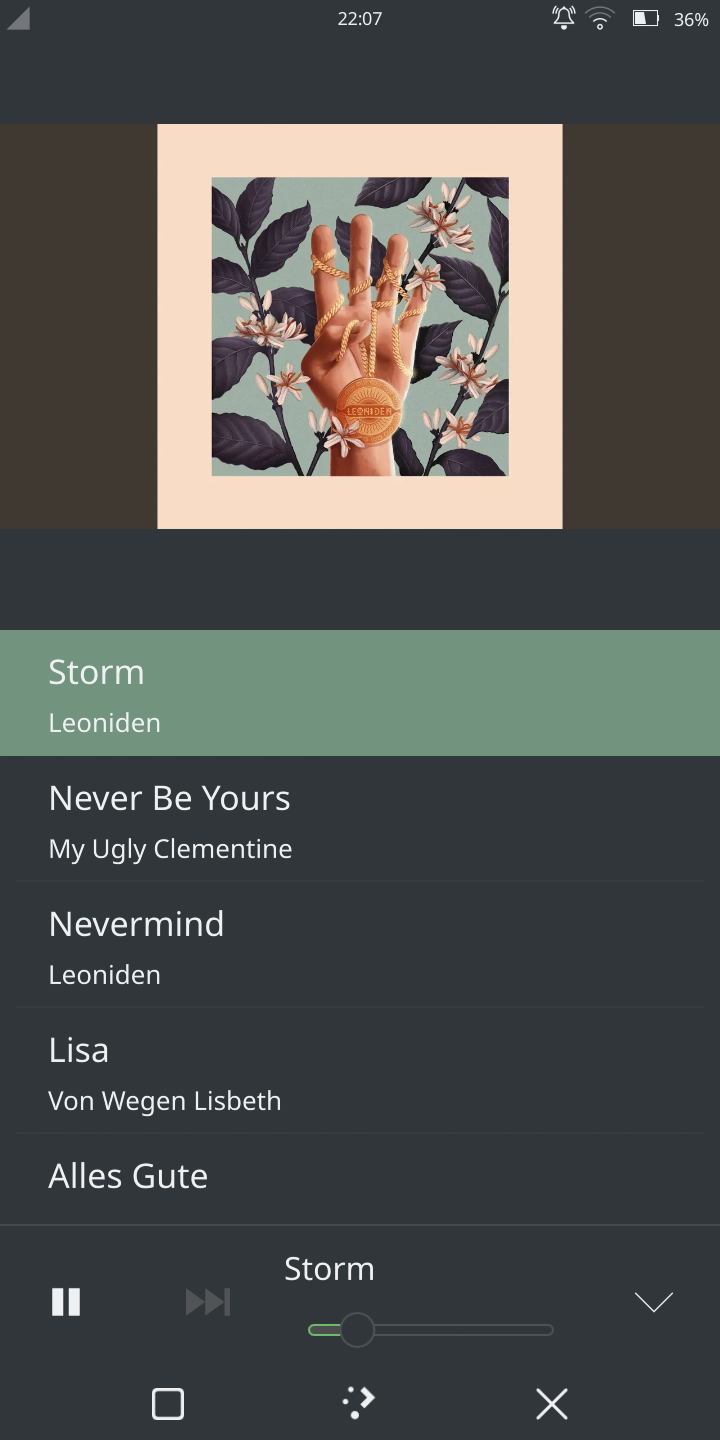 22:07
36%
LEONIDEN
Storm
Leoniden
Never Be Yours
My Ugly Clementine
Nevermind
Leoniden
Lisa
Von Wegen Lisbeth
Alles Gute
Storm